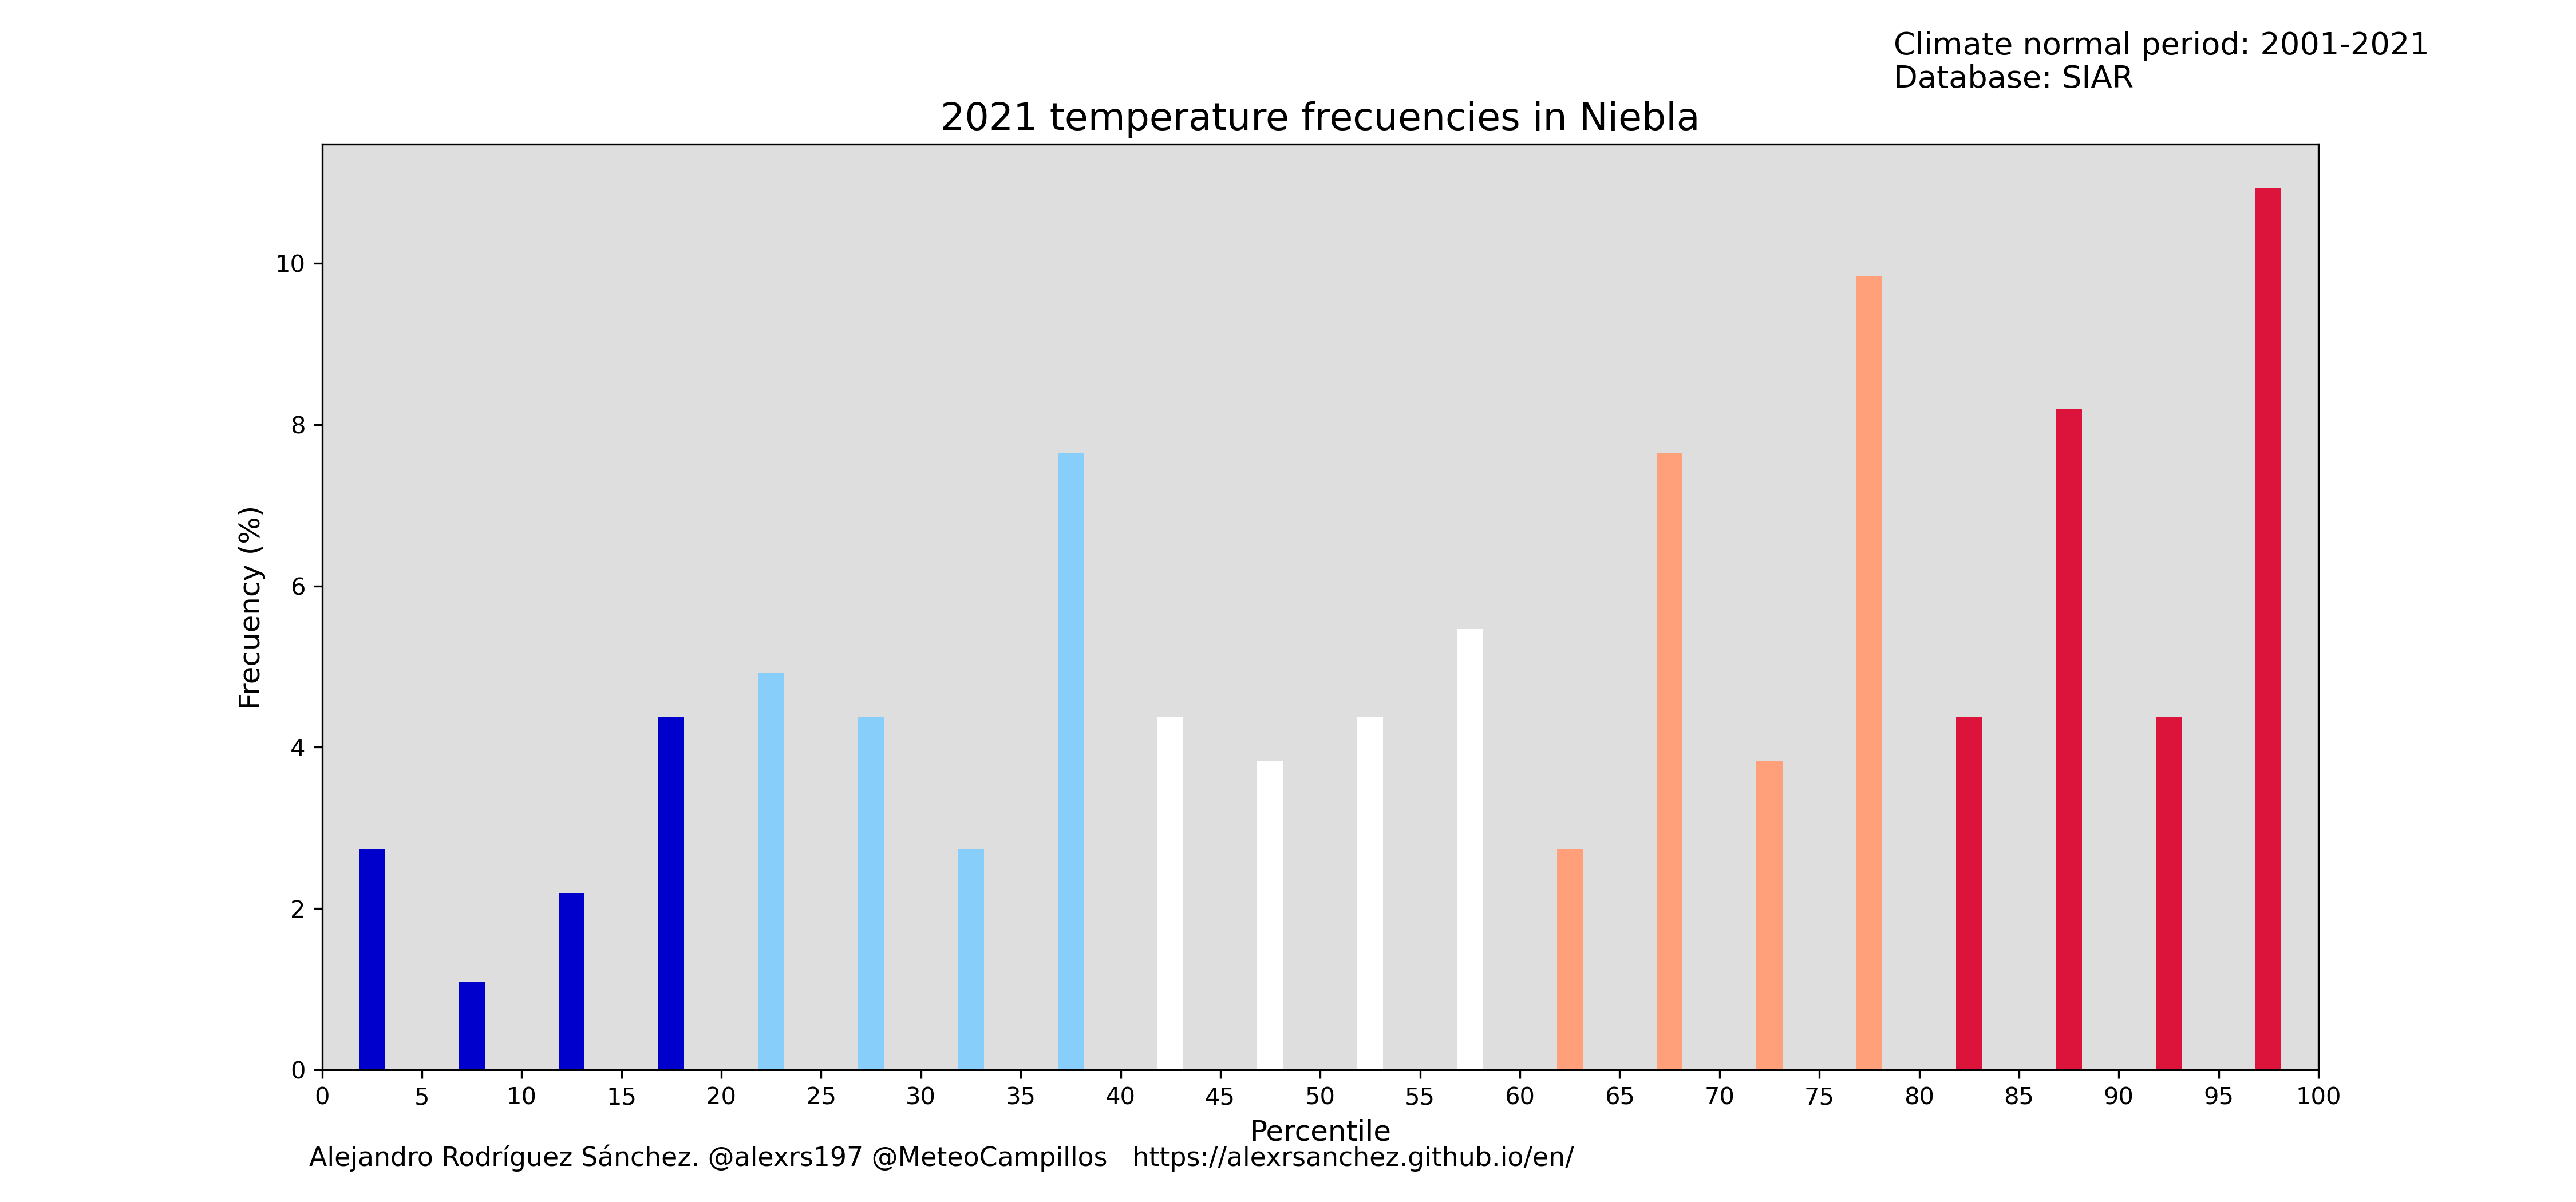 Climate normal period: 2001-2021
Database: SIAR
2021 temperature frecuencies in Niebla
Frecuency (%)
10
8
6
4
2
0
0 5 10 15 20 25 30 35 40 45 50 55 60 65 70 75 80 85 90 95 100
Percentile
Alejandro Rodríguez Sánchez. @alexrs197 @MeteoCampillos https://alexrsanchez.github.io/en/